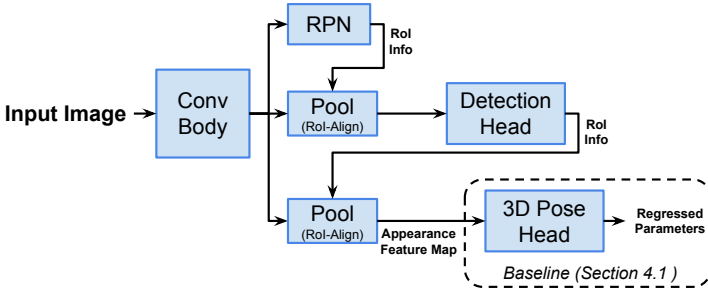 RPN
RoI
Info
Input Image
Conv
Body
Pool
(RoI-Align)
Detection
Head
RoI
Info
Pool
(RoI-Align)
Appearance
Feature Map
3D Pose
Head
Regressed
Parameters
Baseline (Section 4.1 )